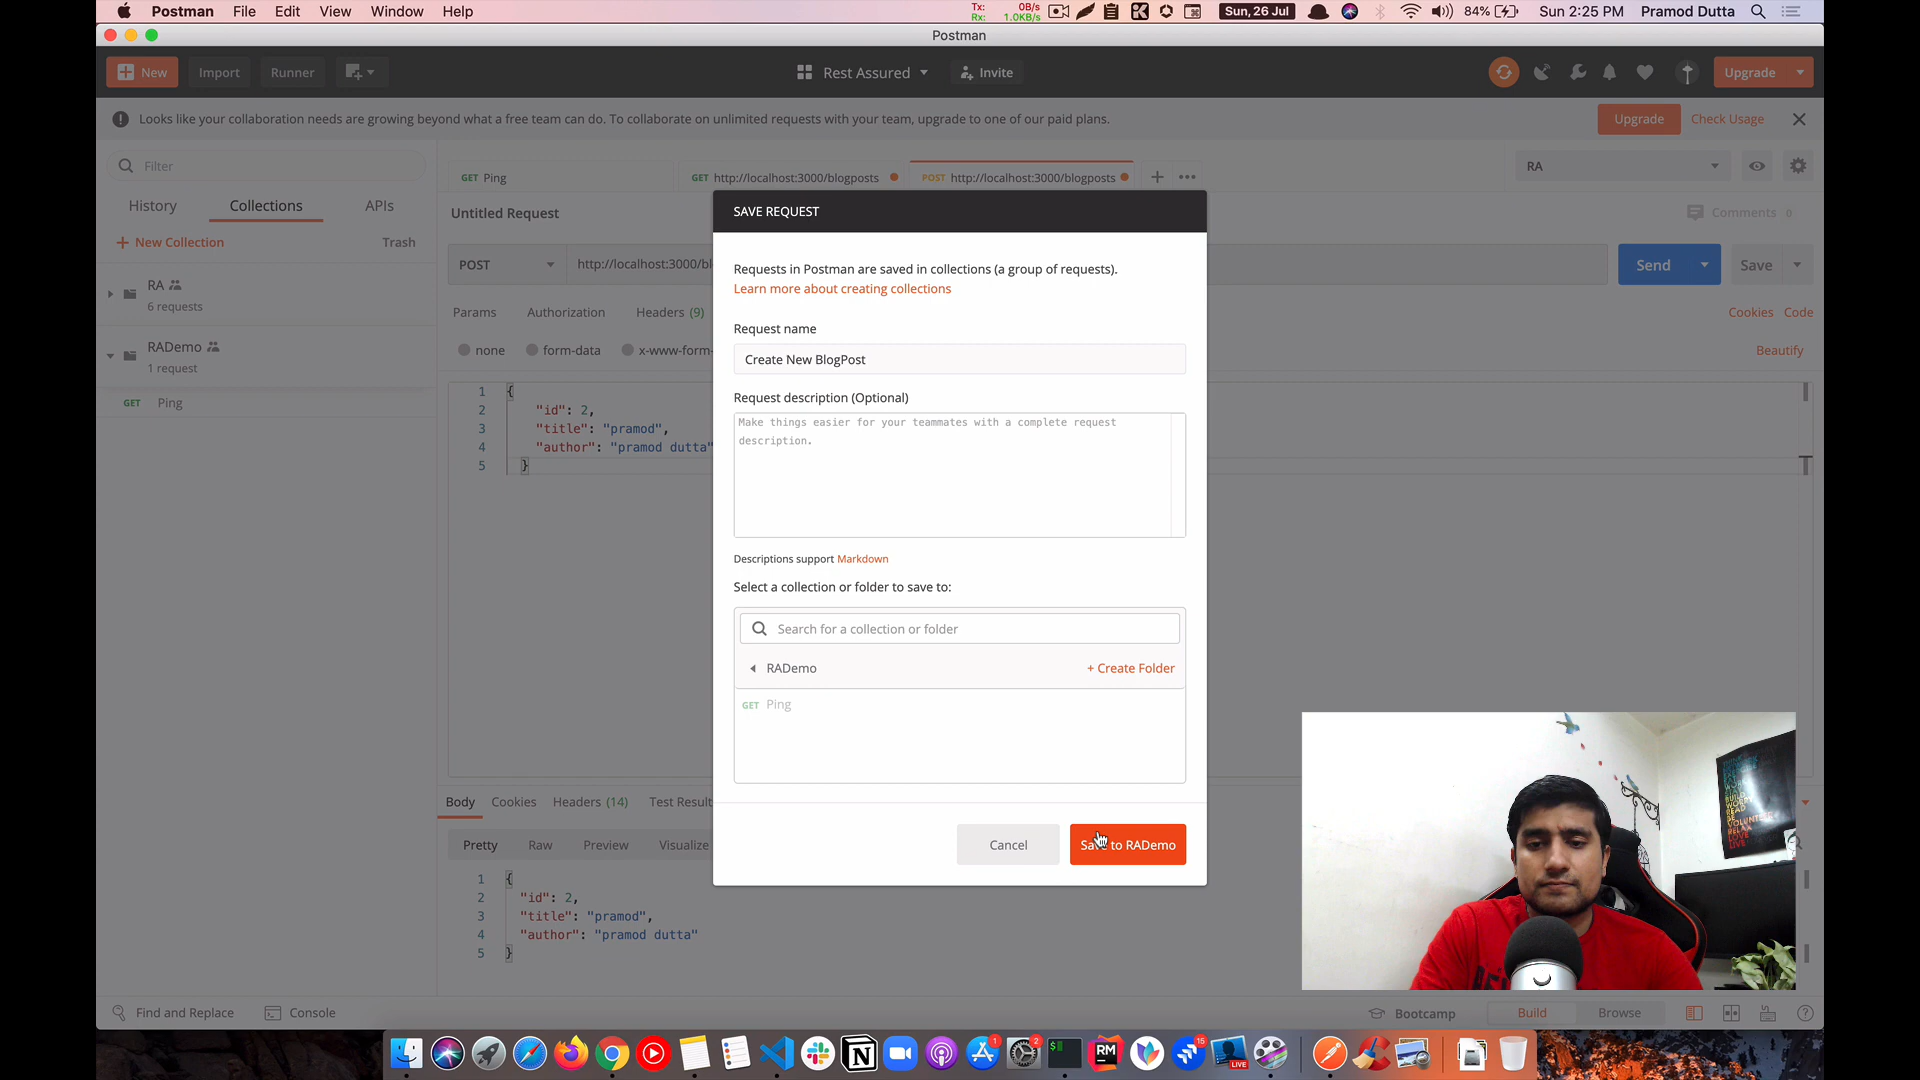 Postman File Edit View Window Help
Tx: 0B/s
Rx: 1.0KB/s
Sun, 26 Jul
84%
Sun 2:25 PM Pramod Dutta
Postman
New Import Runner
Rest Assured Invite
Upgrade
Looks like your collaboration needs are growing beyond what a free team can do. To collaborate on unlimited requests with your team, upgrade to one of our paid plans.
Upgrade Check Usage
Filter
GET Ping
GET http://localhost:3000/blogposts
POST http://localhost:3000/blogposts
RA
History Collections APIs
Untitled Request
Comments 0
New Collection Trash
POST http://localhost:3000/bl
Send Save
RA
6 requests
Params Authorization Headers (9)
Cookies Code
RADemo
1 request
none form-data x-www-form-
Beautify
GET Ping
1 {
2 "id": 2,
3 "title": "pramod",
4 "author": "pramod dutta"
5 }
SAVE REQUEST
Requests in Postman are saved in collections (a group of requests).
Learn more about creating collections
Request name
Create New BlogPost
Request description (Optional)
Make things easier for your teammates with a complete request
description.
Descriptions support Markdown
Select a collection or folder to save to:
Search for a collection or folder
RADemo + Create Folder
GET Ping
Cancel Save to RADemo
Body Cookies Headers (14) Test Result
Pretty Raw Preview Visualize
1 {
2 "id": 2,
3 "title": "pramod",
4 "author": "pramod dutta"
5 }
Find and Replace Console
Bootcamp Build Browse